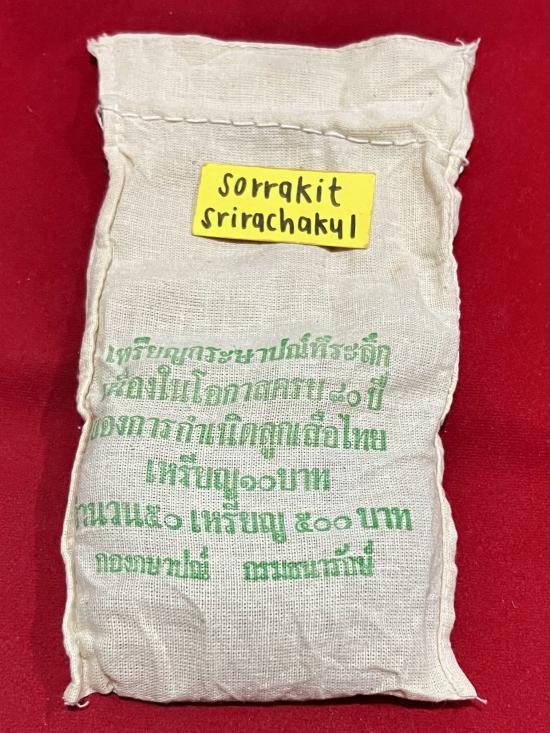 sorrakit
srirachakul
เหรียญกระษาปณ์ที่ระลึก
เนื่องในโอกาสครบ ๘๐ ปี
ของการกำเนิดลูกเสือไทย
เหรียญ๑๐บาท
จำนวน๕๐ เหรียญ ๕๐๐ บาท
กองกษาปณ์ กรมธนารักษ์